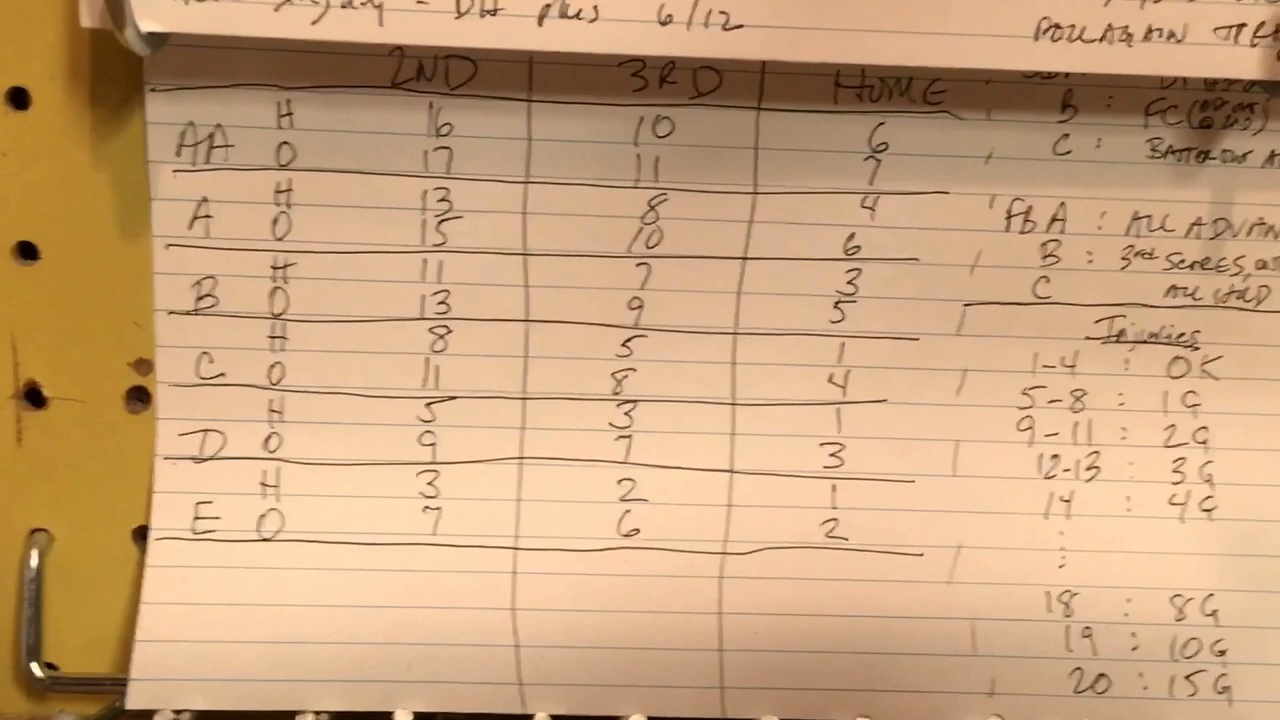 plus 6/12
2ND 3RD HOME
AA H 16 10 6
O 17 11 7
A H 13 8 4
O 15 10 6
B H 11 7 3
O 13 9 5
C H 8 5 1
O 11 8 4
D H 5 3 1
O 9 7 3
E H 3 2 1
O 7 6 2
B : FC
C :
FbA : ALL ADVAN
B : 3rd SCORES,
C ALL HOLD
Injuries
1-4 : OK
5-8 : 1G
9-11 : 2G
12-13 : 3G
14 : 4G
:
:
18 : 8G
19 : 10G
20 : 15G